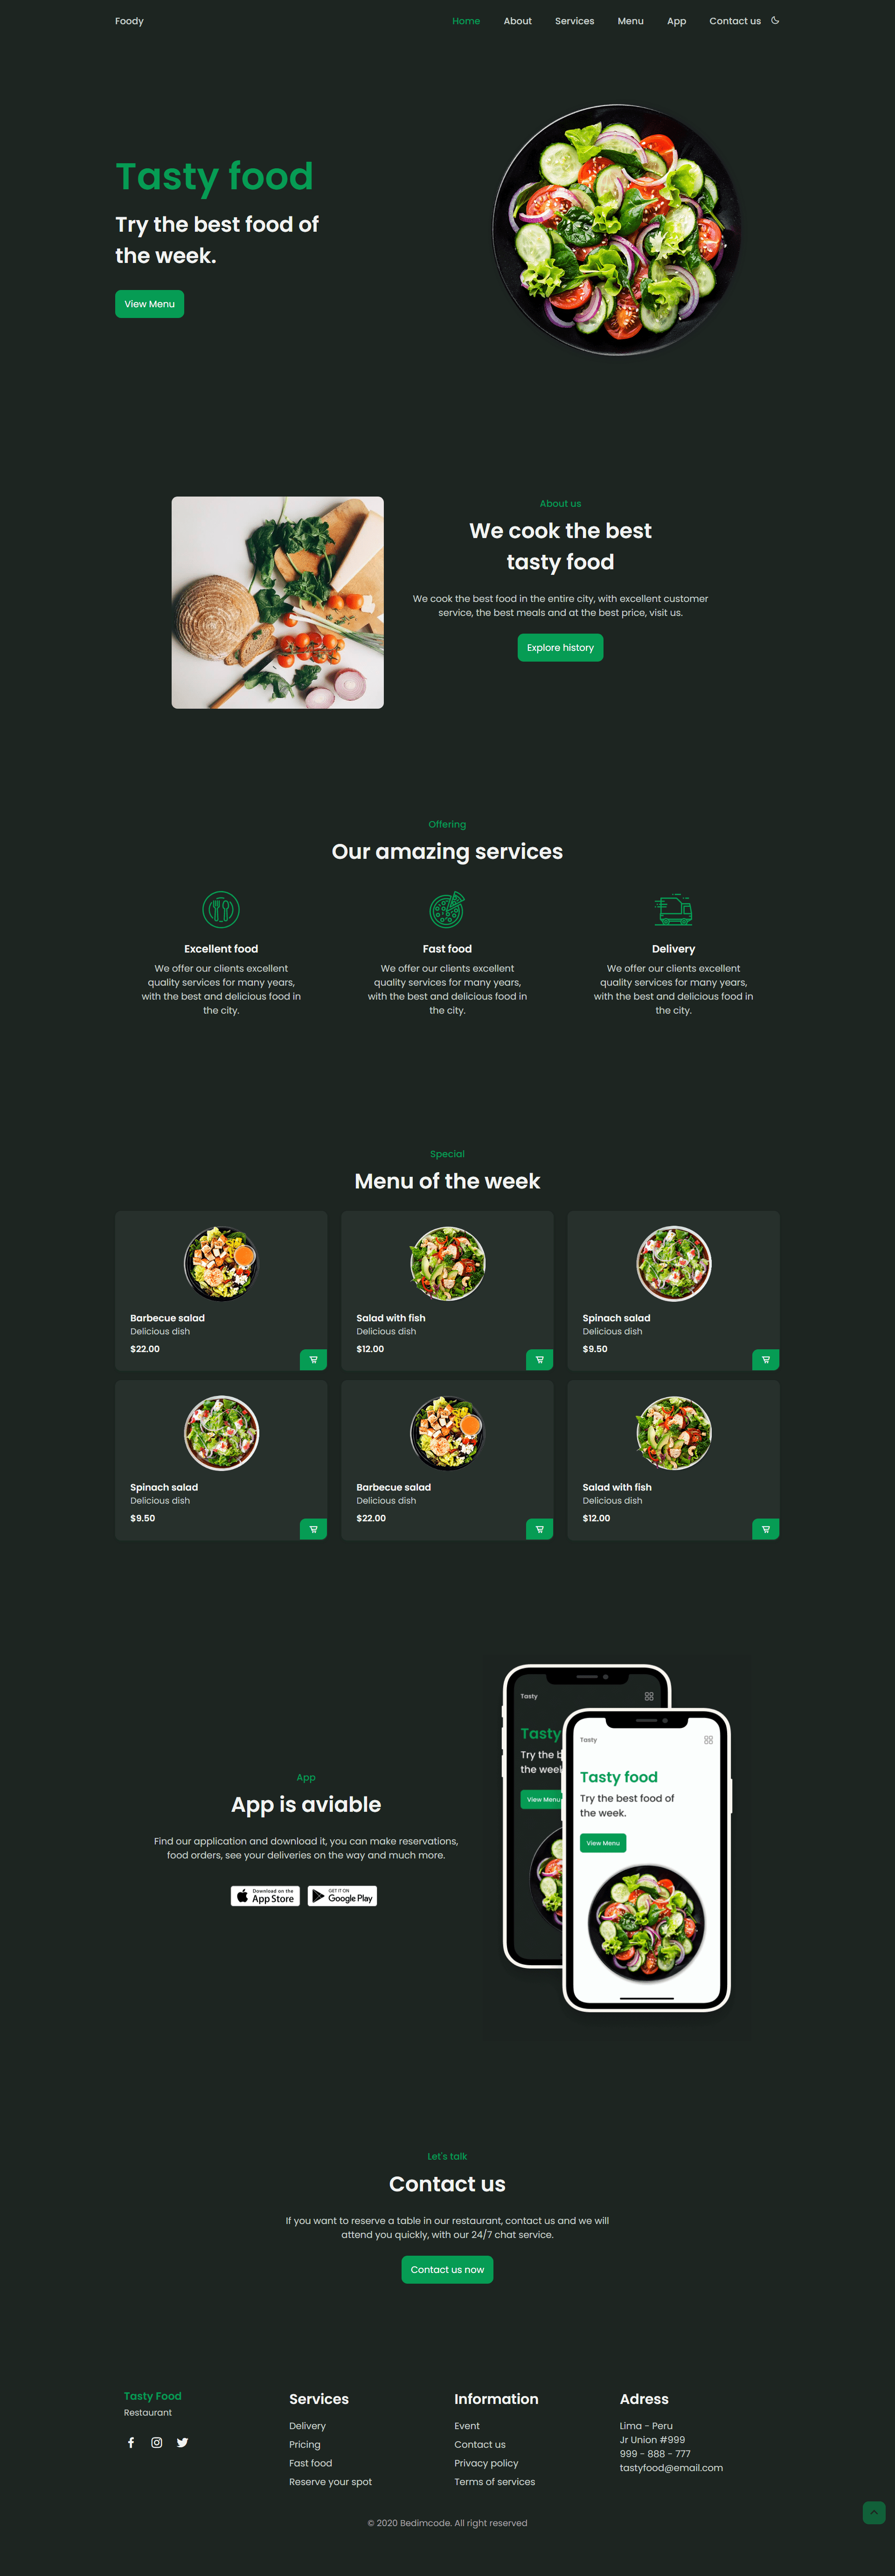 Foody
Home About Services Menu App Contact us
Tasty food
Try the best food of
the week.
View Menu
About us
We cook the best
tasty food
We cook the best food in the entire city, with excellent customer
service, the best meals and at the best price, visit us.
Explore history
Offering
Our amazing services
Excellent food
We offer our clients excellent
quality services for many years,
with the best and delicious food in
the city.
Fast food
We offer our clients excellent
quality services for many years,
with the best and delicious food in
the city.
Delivery
We offer our clients excellent
quality services for many years,
with the best and delicious food in
the city.
Special
Menu of the week
Barbecue salad
Delicious dish
$22.00
Salad with fish
Delicious dish
$12.00
Spinach salad
Delicious dish
$9.50
Spinach salad
Delicious dish
$9.50
Barbecue salad
Delicious dish
$22.00
Salad with fish
Delicious dish
$12.00
App
App is aviable
Find our application and download it, you can make reservations,
food orders, see your deliveries on the way and much more.
Download on the
App Store
GET IT ON
Google Play
Tasty
Tasty
Try the b
the wee
View Menu
Tasty
Tasty food
Try the best food of
the week.
View Menu
Let's talk
Contact us
If you want to reserve a table in our restaurant, contact us and we will
attend you quickly, with our 24/7 chat service.
Contact us now
Tasty Food
Restaurant
Services
Delivery
Pricing
Fast food
Reserve your spot
Information
Event
Contact us
Privacy policy
Terms of services
Adress
Lima - Peru
Jr Union #999
999 - 888 - 777
tastyfood@email.com
© 2020 Bedimcode. All right reserved